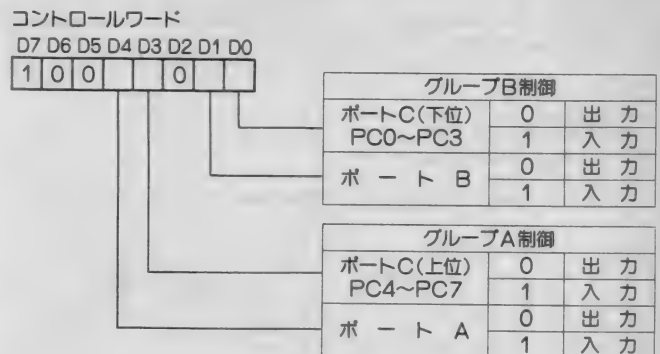 コントロールワード
D7 D6 D5 D4 D3 D2 D1 D0
1 0 0 0
グループB制御
ポートC(下位) 0 出 力
PC0〜PC3 1 入 力
ポ ー ト B 0 出 力
1 入 力
グループA制御
ポートC(上位) 0 出 力
PC4〜PC7 1 入 力
ポ ー ト A 0 出 力
1 入 力